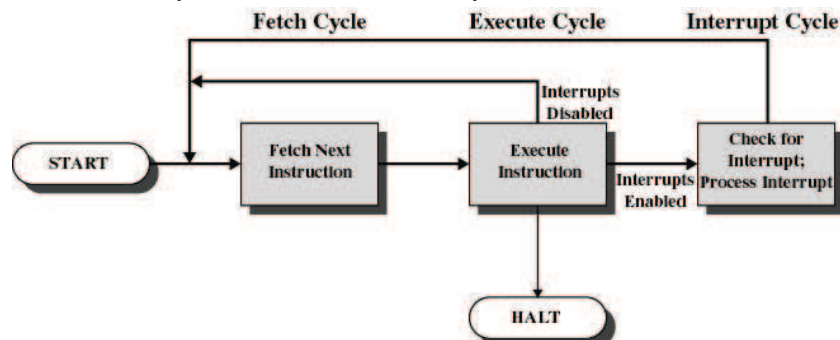 Fetch Cycle
Execute Cycle
Interrupt Cycle
Interrupts
Disabled
START
Fetch Next
Instruction
Execute
Instruction
Interrupts
Enabled
Check for
Interrupt;
Process Interrupt
HALT